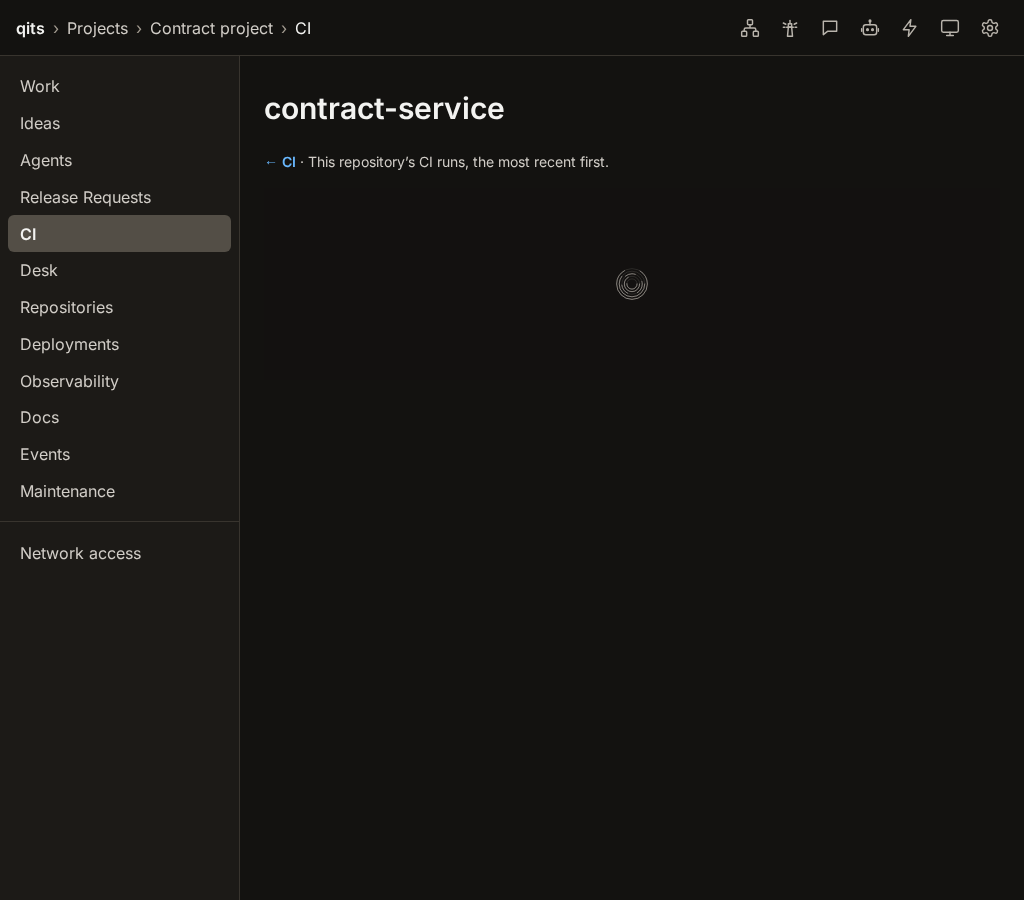 qits › Projects › Contract project › CI
Work
Ideas
Agents
Release Requests
CI
Desk
Repositories
Deployments
Observability
Docs
Events
Maintenance
Network access
contract-service
← CI · This repository’s CI runs, the most recent first.